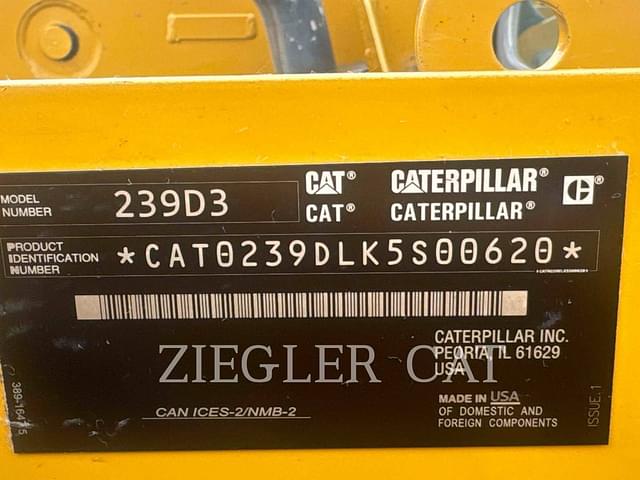 MODEL NUMBER 239D3
CAT® CATERPILLAR®
CAT® CATERPILLAR®
PRODUCT IDENTIFICATION NUMBER *CAT0239DLK5S00620*
*CAT0239DLK5S00620*
CATERPILLAR INC.
PEORIA, IL 61629
USA
ZIEGLER CAT
CAN ICES-2/NMB-2
MADE IN USA
OF DOMESTIC AND
FOREIGN COMPONENTS
ISSUE.1